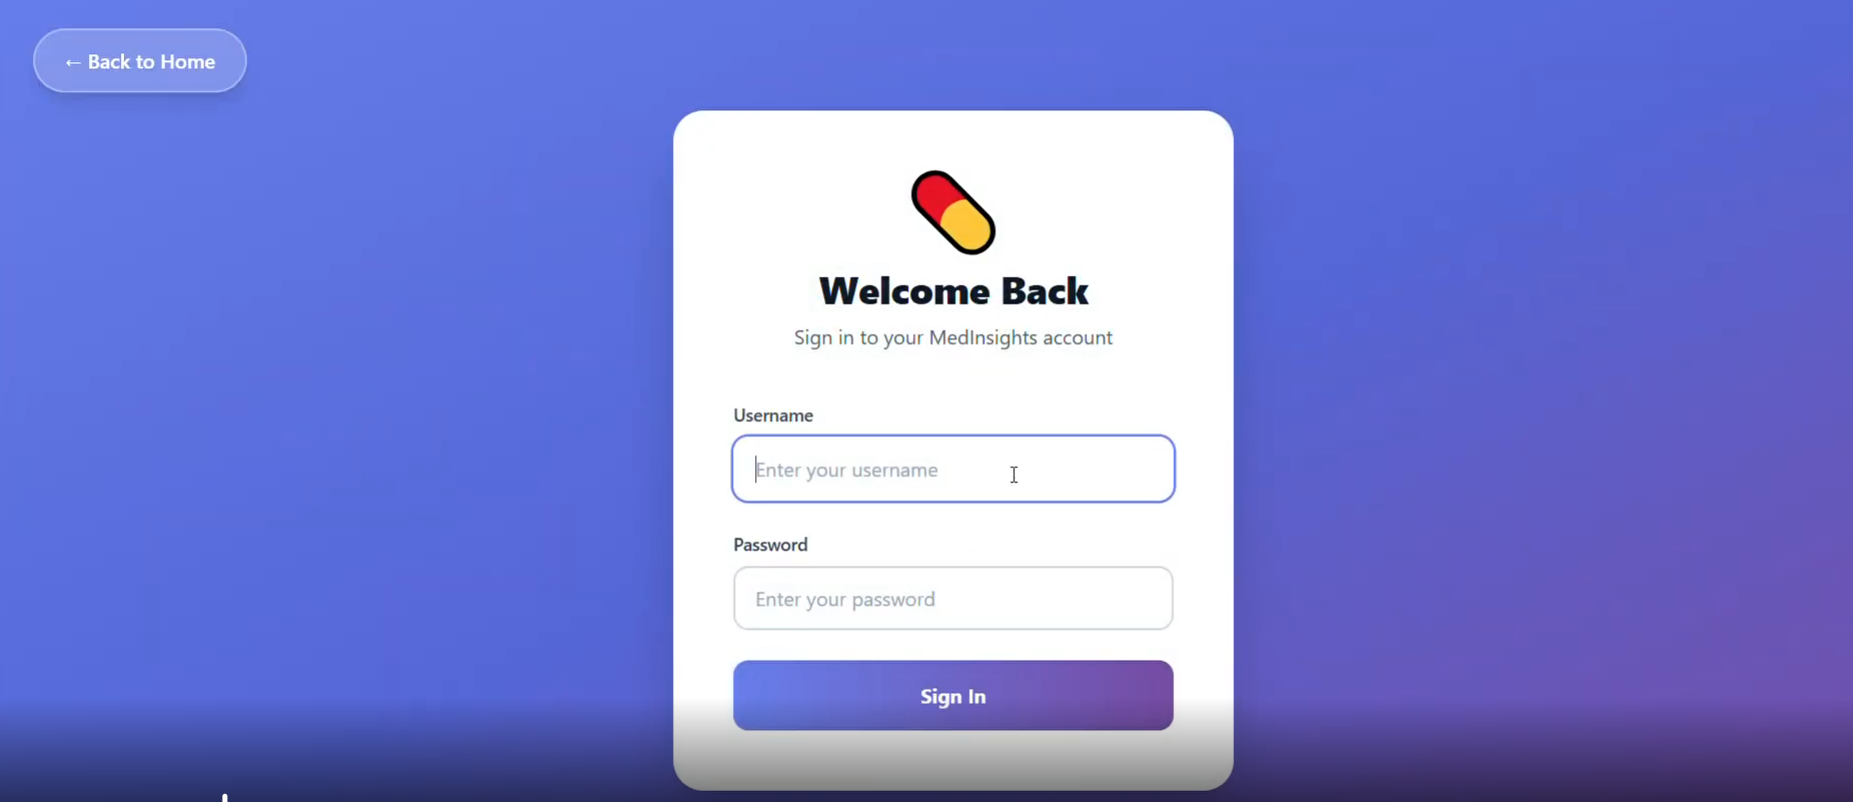 ← Back to Home
Welcome Back
Sign in to your MedInsights account
Username
Enter your username
Password
Enter your password
Sign In